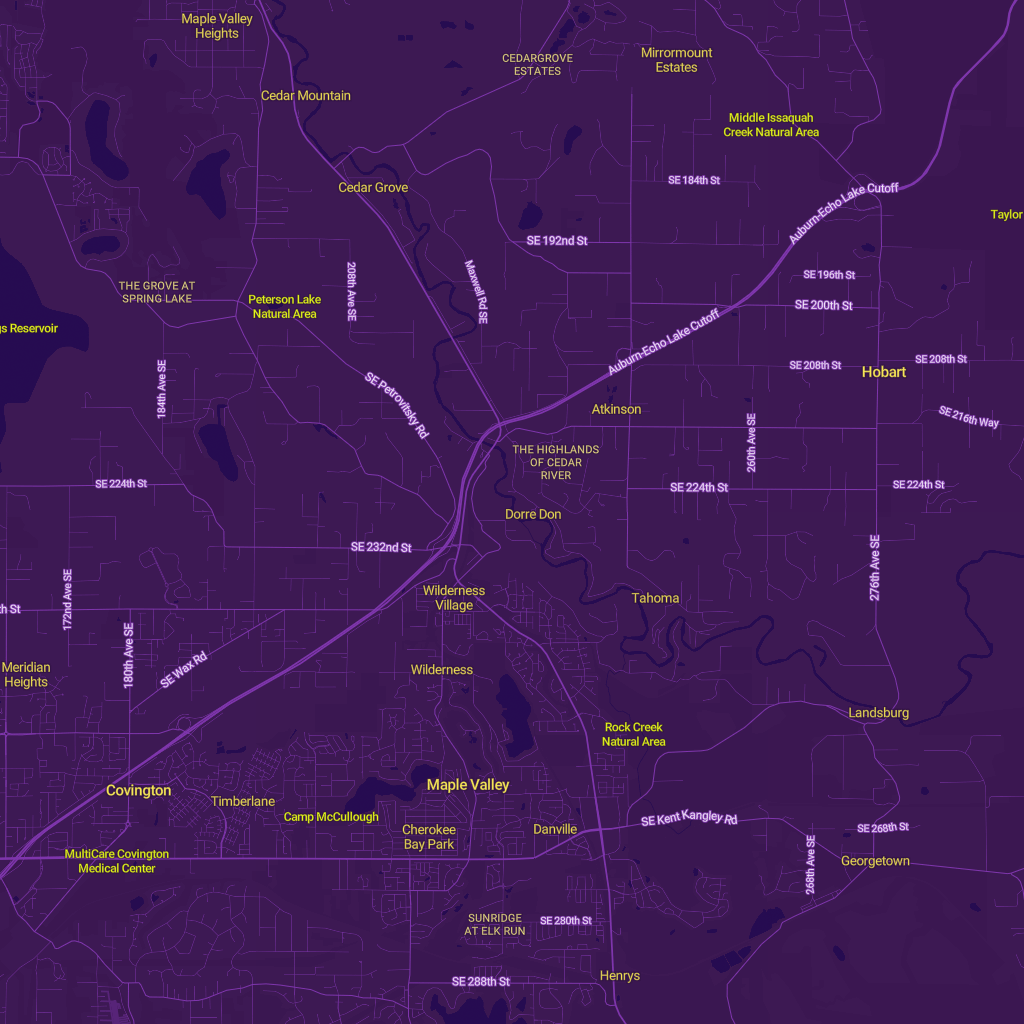 Maple Valley
Heights
CEDARGROVE
ESTATES
Mirrormount
Estates
Cedar Mountain
Middle Issaquah
Creek Natural Area
SE 184th St
Cedar Grove
Auburn-Echo Lake Cutoff
Taylor
SE 192nd St
THE GROVE AT
SPRING LAKE
Peterson Lake
Natural Area
208th Ave SE
Maxwell Rd SE
SE 196th St
SE 200th St
gs Reservoir
Auburn-Echo Lake Cutoff
SE 208th St
SE 208th St
Hobart
184th Ave SE
SE Petrovitsky Rd
Atkinson
SE 216th Way
260th Ave SE
THE HIGHLANDS
OF CEDAR
RIVER
SE 224th St
SE 224th St
SE 224th St
Dorre Don
SE 232nd St
276th Ave SE
172nd Ave SE
th St
Wilderness
Village
Tahoma
180th Ave SE
SE Wax Rd
Meridian
Heights
Wilderness
Landsburg
Rock Creek
Natural Area
Covington
Maple Valley
Timberlane
Camp McCullough
Cherokee
Bay Park
Danville
SE Kent Kangley Rd
SE 268th St
MultiCare Covington
Medical Center
268th Ave SE
Georgetown
SUNRIDGE
AT ELK RUN
SE 280th St
Henrys
SE 288th St